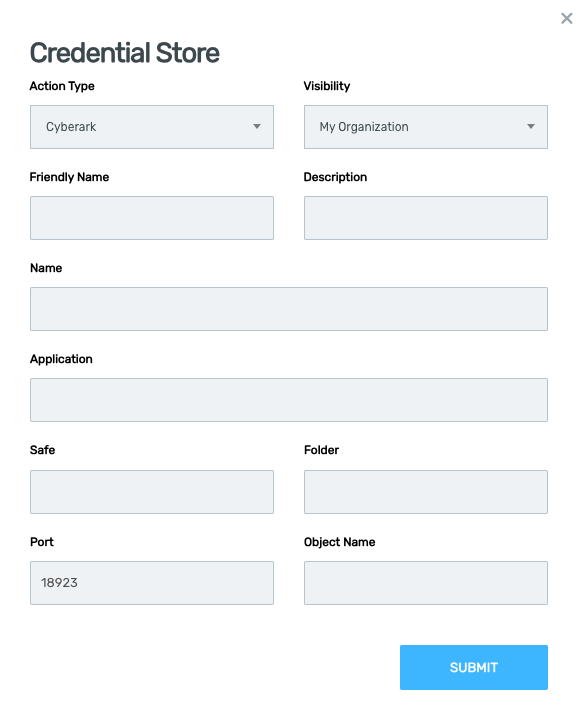 Credential Store
Action Type
Visibility
Cyberark
My Organization
Friendly Name
Description
Name
Application
Safe
Folder
Port
Object Name
18923
SUBMIT